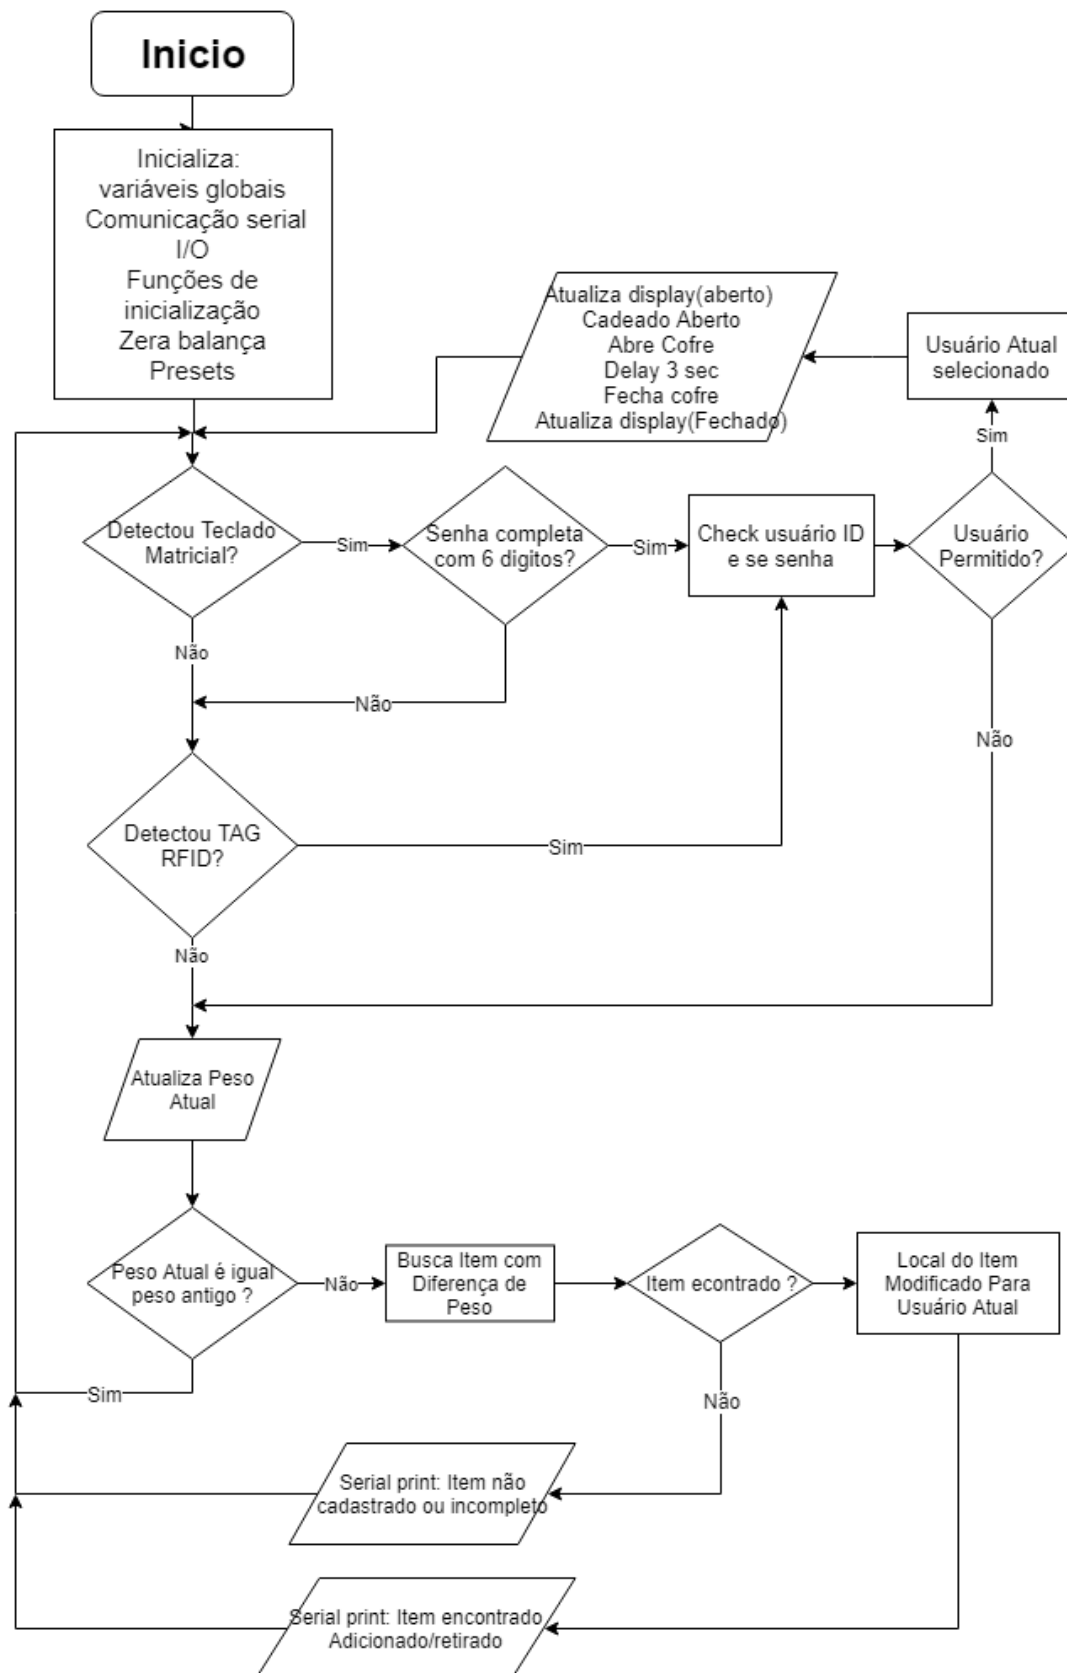 Inicio
Inicializa:
variáveis globais
Comunicação serial
I/O
Funções de
inicialização
Zera balança
Presets
Atualiza display(aberto)
Cadeado Aberto
Abre Cofre
Delay 3 sec
Fecha cofre
Atualiza display(Fechado)
Usuário Atual
selecionado
Sim
Detectou Teclado
Matricial?
Sim
Senha completa
com 6 digitos?
Sim
Check usuário ID
e se senha
Usuário
Permitido?
Não
Não
Não
Detectou TAG
RFID?
Sim
Não
Atualiza Peso
Atual
Peso Atual é igual
peso antigo ?
Não
Busca Item com
Diferença de
Peso
Item econtrado ?
Local do Item
Modificado Para
Usuário Atual
Sim
Não
Serial print: Item não
cadastrado ou incompleto
Serial print: Item encontrado
Adicionado/retirado